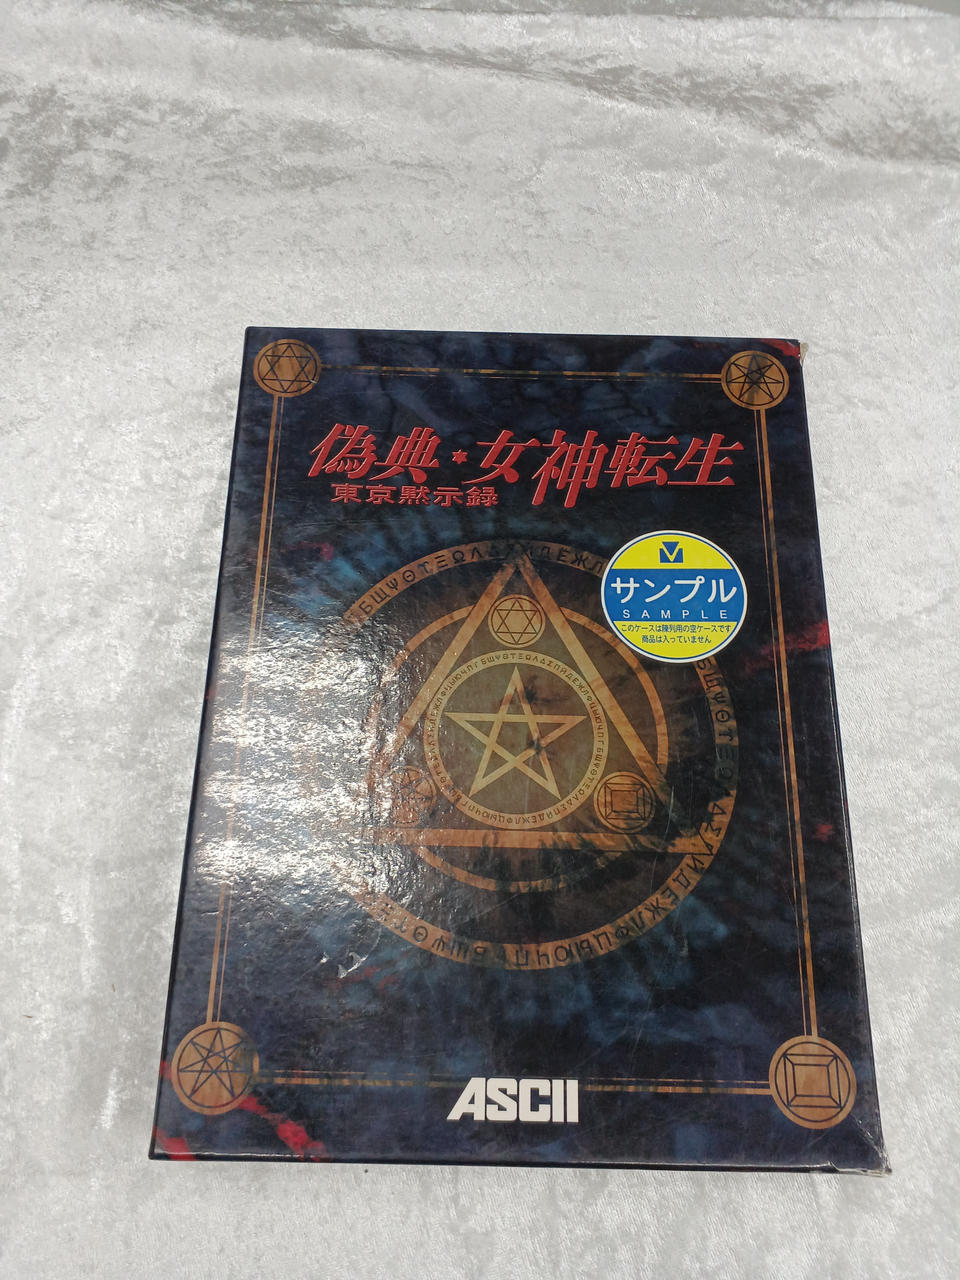 偽典・女神転生
東京黙示録
サンプル
SAMPLE
このケースは陳列用の空ケースです
商品は入っていません
ASCII